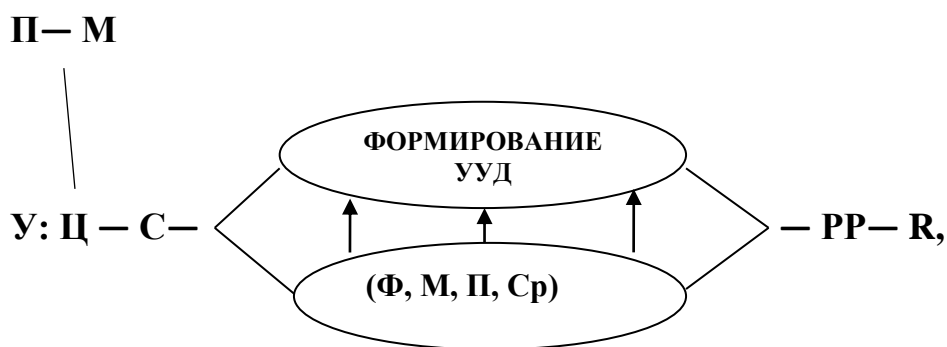 П— М
ФОРМИРОВАНИЕ
УУД
У: Ц — С— — РР— R,
(Ф, М, П, Ср)